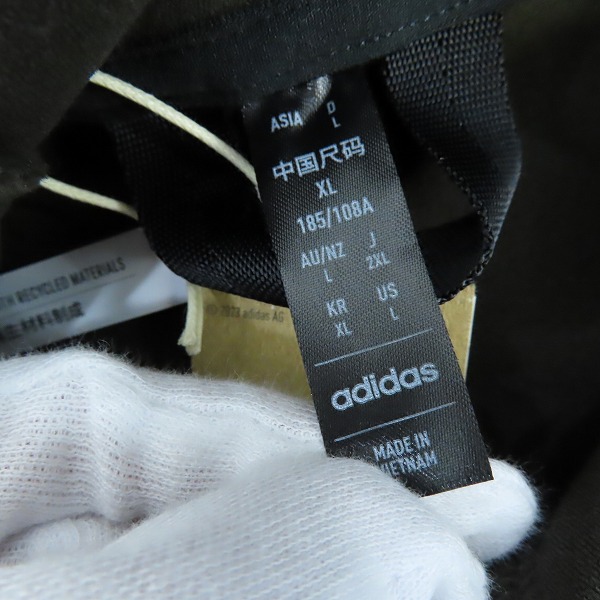 ASIA
D
L
中国尺码
XL
185/108A
AU/NZ
L
J
2XL
KR
XL
US
L
adidas
MADE IN
VIETNAM
TH RECYCLED MATERIALS
adidas AG